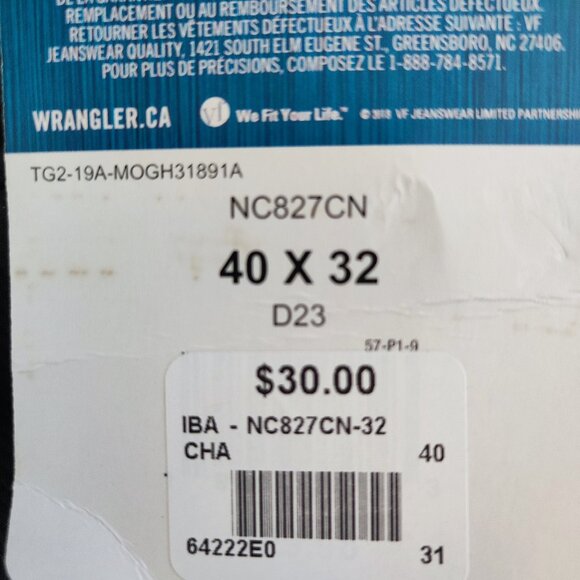 REMPLACEMENT OU AU REMBOURSEMENT DES ARTICLES DÉFECTUEUX.
RETOURNER LES VÊTEMENTS DÉFECTUEUX À L'ADRESSE SUIVANTE : VF
JEANSWEAR QUALITY, 1421 SOUTH ELM EUGENE ST., GREENSBORO, NC 27406.
POUR PLUS DE PRÉCISIONS, COMPOSEZ LE 1-888-784-8571.
WRANGLER.CA vf We Fit Your Life.™ © 2018 VF JEANSWEAR LIMITED PARTNERSHIP
TG2-19A-MOGH31891A
NC827CN
40 X 32
D23
57-P1-9
$30.00
IBA - NC827CN-32
CHA 40
64222E0 31